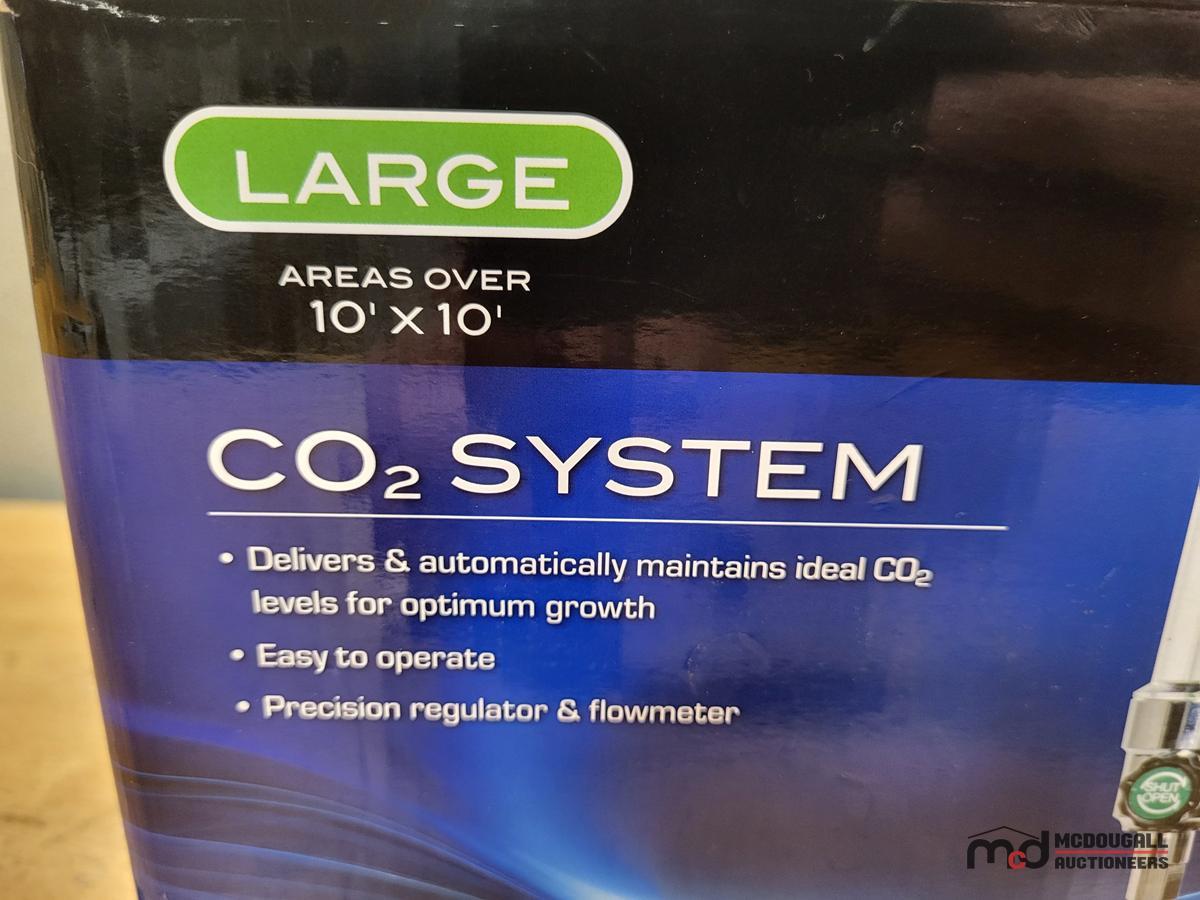 LARGE
AREAS OVER
10' X 10'
CO₂ SYSTEM
• Delivers & automatically maintains ideal CO₂
levels for optimum growth
• Easy to operate
• Precision regulator & flowmeter
SHUT
OPEN
mcd MCDOUGALL
AUCTIONEERS